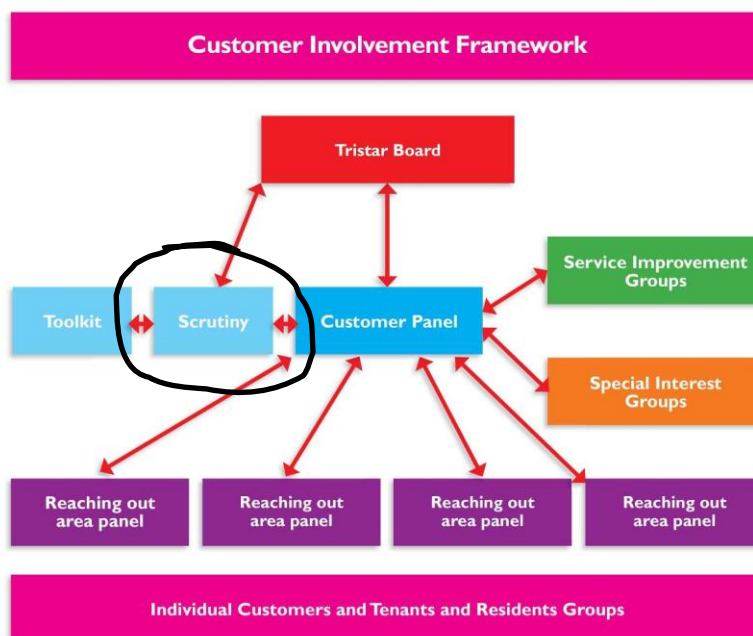 Customer Involvement Framework
Tristar Board
Service Improvement
Groups
Toolkit
Scrutiny
Customer Panel
Special Interest
Groups
Reaching out
area panel
Reaching out
area panel
Reaching out
area panel
Reaching out
area panel
Individual Customers and Tenants and Residents Groups